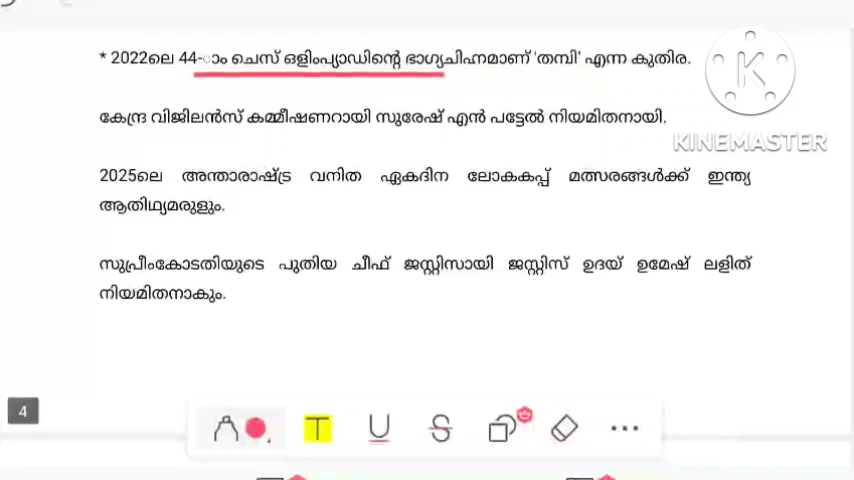 * 2022ലെ 44-ാം ചെസ് ഒളിംപ്യാഡിന്റെ ഭാഗ്യചിഹ്നമാണ് 'തമ്പി' എന്ന കുതിര.
KINEMASTER
കേന്ദ്ര വിജിലൻസ് കമ്മീഷണറായി സുരേഷ് എൻ പട്ടേൽ നിയമിതനായി.
2025ലെ അന്താരാഷ്ട്ര വനിത ഏകദിന ലോകകപ്പ് മത്സരങ്ങൾക്ക് ഇന്ത്യ
ആതിഥ്യമരുളും.
സുപ്രീംകോടതിയുടെ പുതിയ ചീഫ് ജസ്റ്റിസായി ജസ്റ്റിസ് ഉദയ് ഉമേഷ് ലളിത്
നിയമിതനാകും.
4